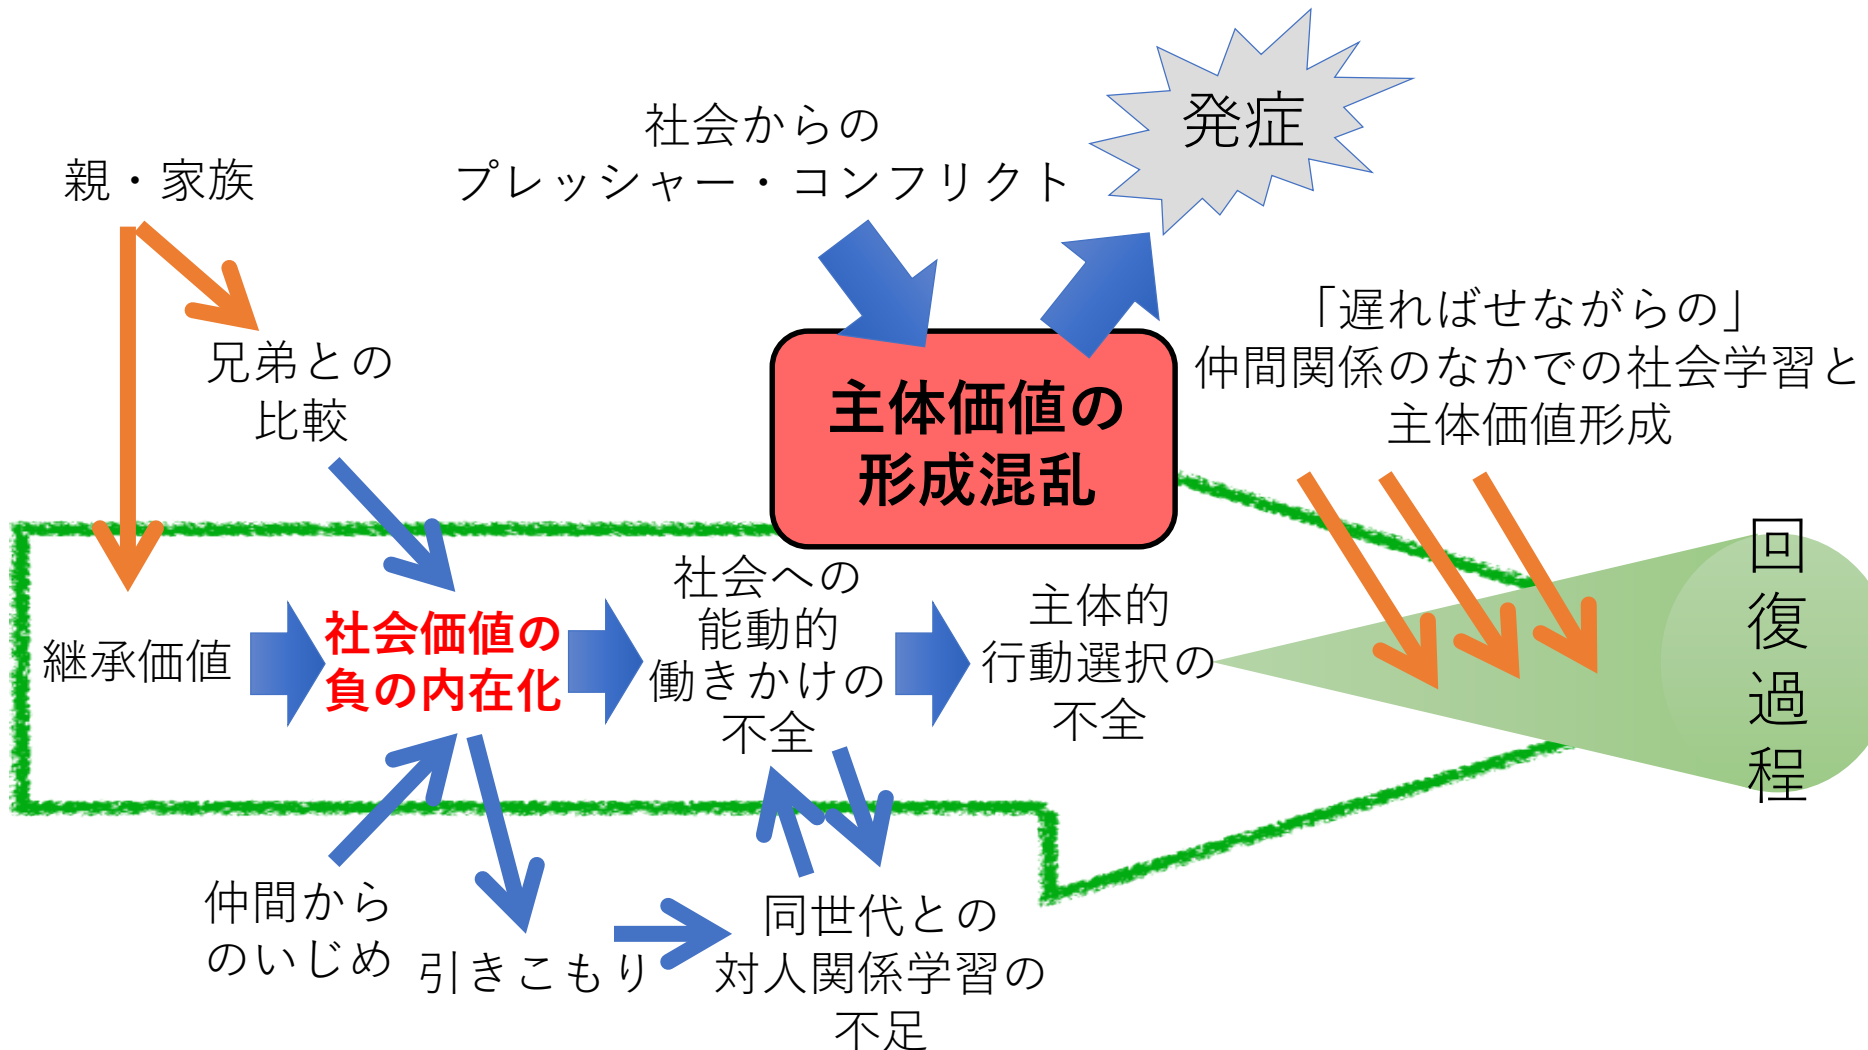 発症
社会からの
プレッシャー・コンフリクト
親・家族
「遅ればせながらの」
仲間関係のなかでの社会学習と
主体価値形成
兄弟との
比較
主体価値の
形成混乱
継承価値
社会価値の
負の内在化
社会への
能動的
働きかけの
不全
主体的
行動選択の
不全
回
復
過
程
仲間から
のいじめ
引きこもり
同世代との
対人関係学習の
不足